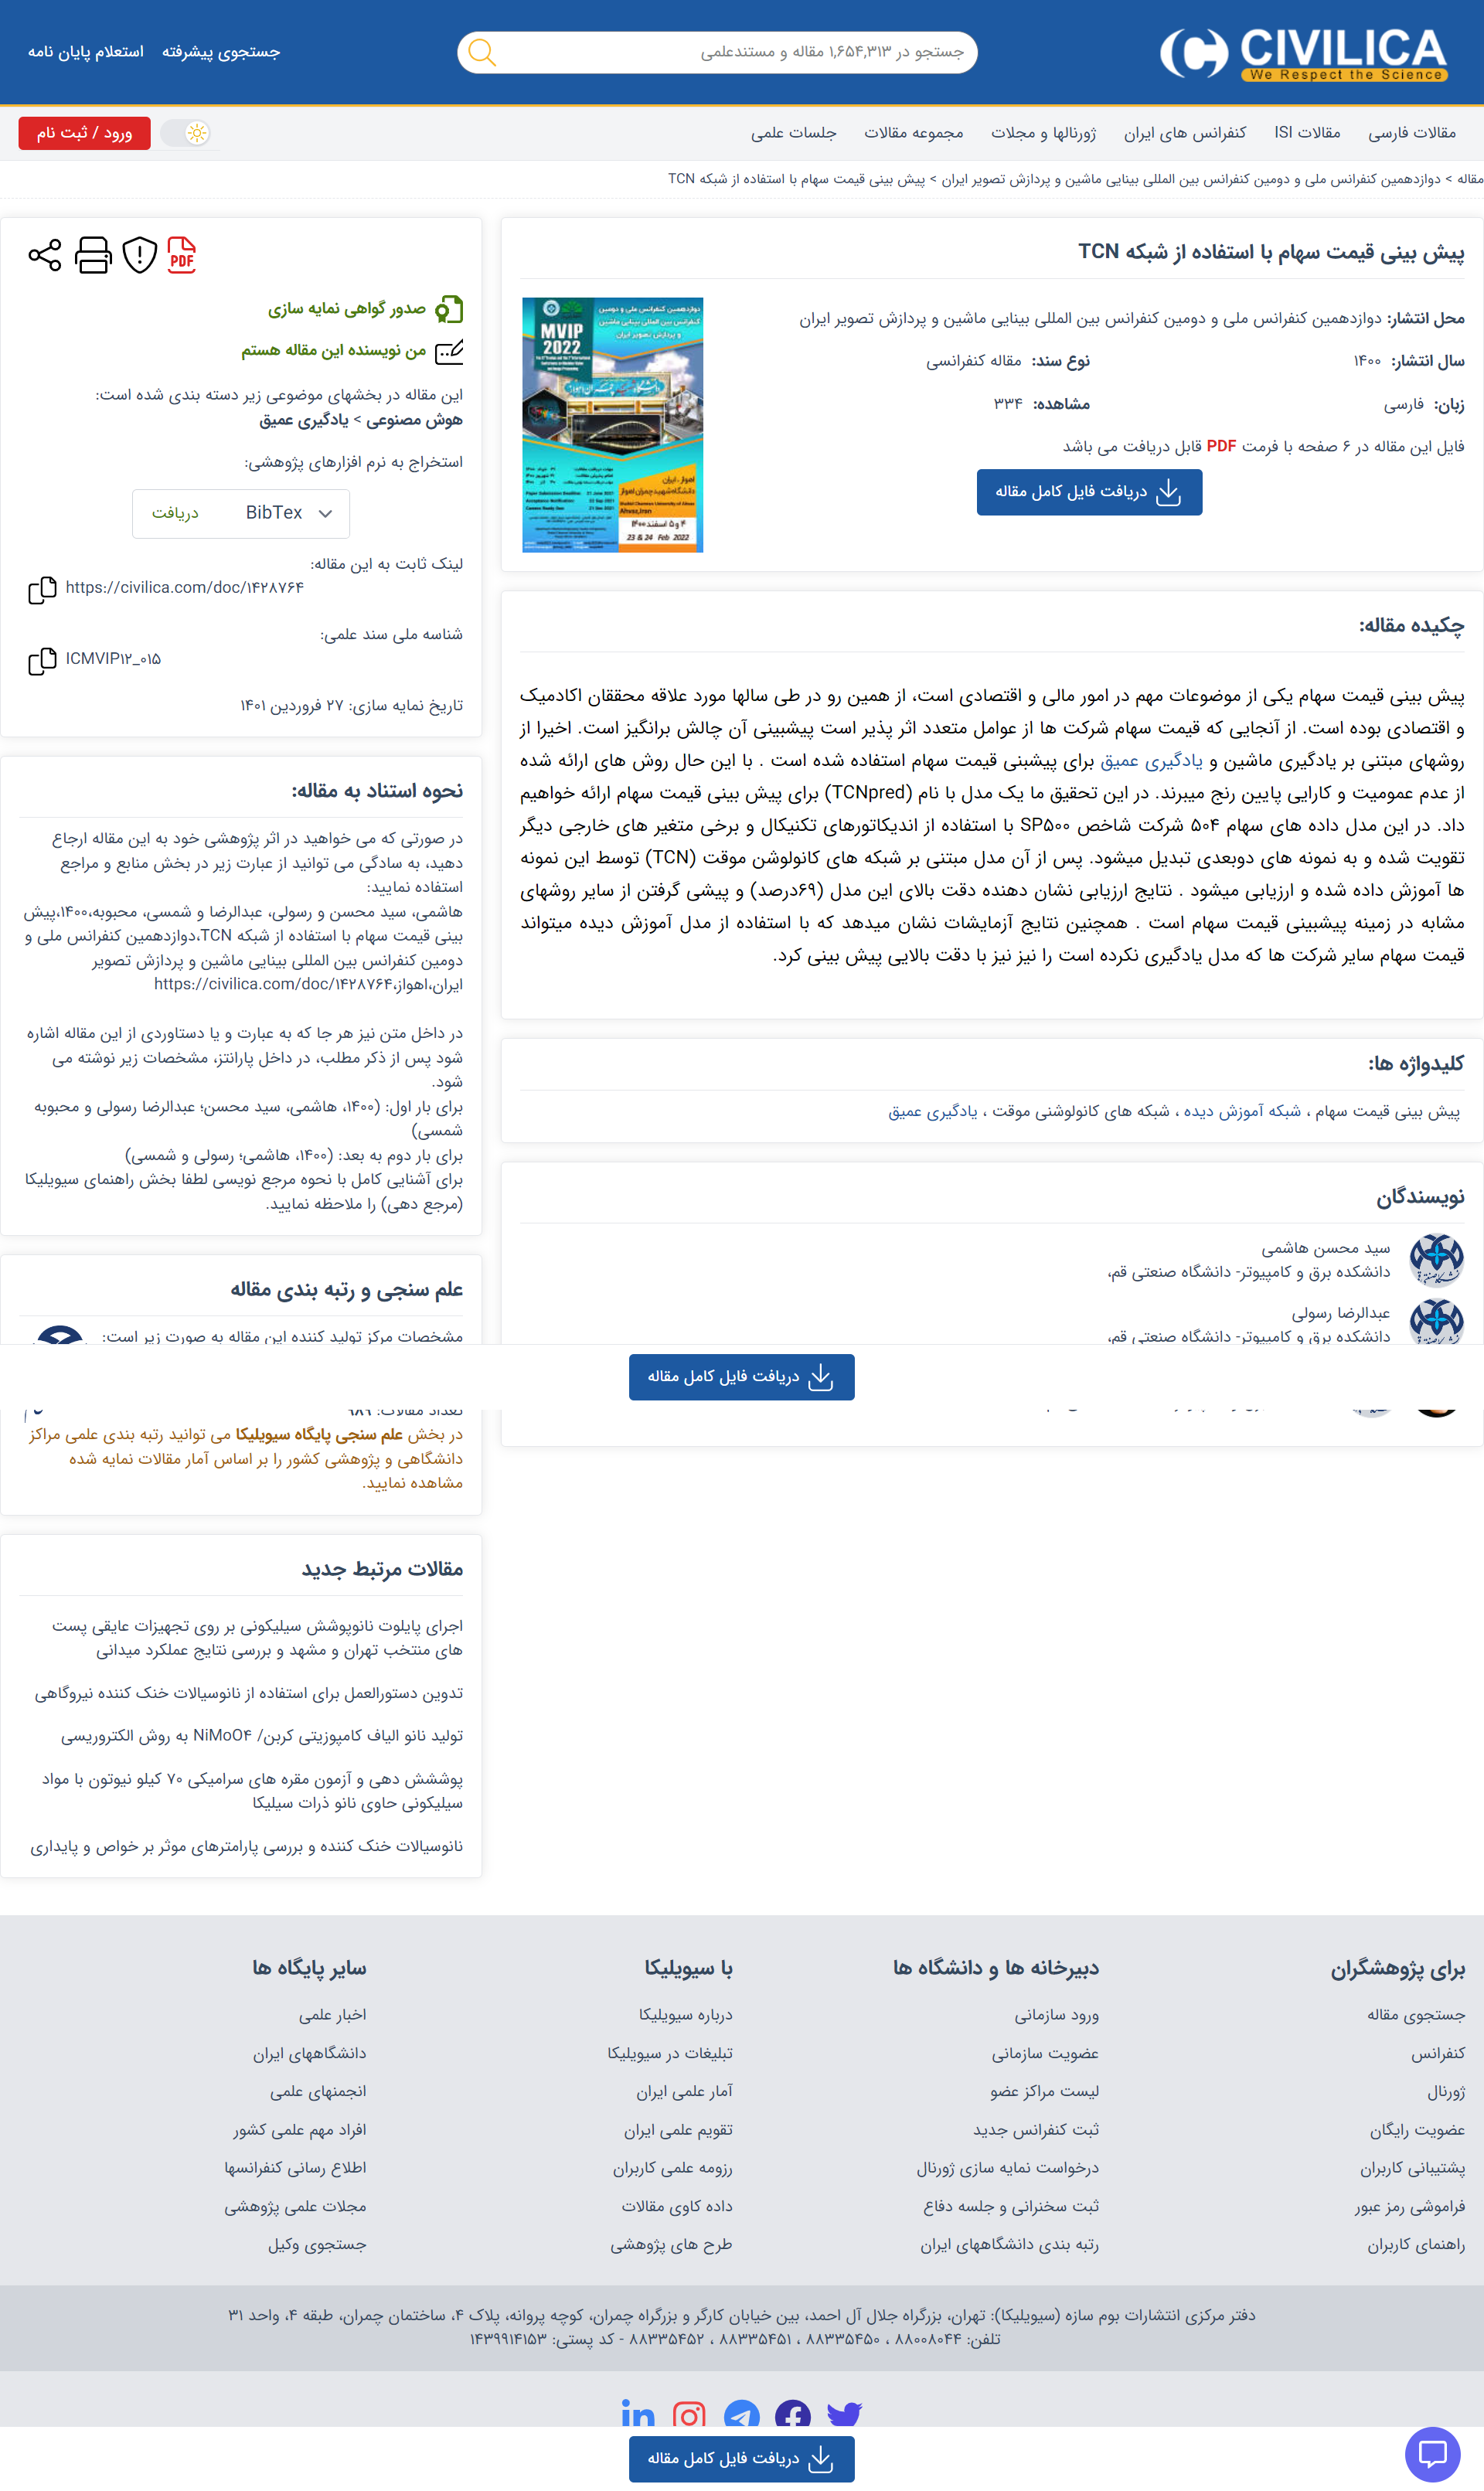 CIVILICA
We Respect the Science
جستجو در ۱,۶۵۴,۳۱۳ مقاله و مستندعلمی
جستجوی پیشرفته
استعلام پایان نامه
مقالات فارسی
مقالات ISI
کنفرانس های ایران
ژورنالها و مجلات
مجموعه مقالات
جلسات علمی
ورود / ثبت نام
مقاله > دوازدهمین کنفرانس ملی و دومین کنفرانس بین المللی بینایی ماشین و پردازش تصویر ایران > پیش بینی قیمت سهام با استفاده از شبکه TCN
پیش بینی قیمت سهام با استفاده از شبکه TCN
محل انتشار: دوازدهمین کنفرانس ملی و دومین کنفرانس بین المللی بینایی ماشین و پردازش تصویر ایران
سال انتشار: ۱۴۰۰
نوع سند: مقاله کنفرانسی
زبان: فارسی
مشاهده: ۳۳۴
فایل این مقاله در ۶ صفحه با فرمت PDF قابل دریافت می باشد
دریافت فایل کامل مقاله
دوازدهمین کنفرانس ملی و دومین
کنفرانس بین المللی بینایی ماشین
و پردازش تصویر ایران
MVIP
2022
اهواز ، ایران
دانشگاه شهید چمران اهواز
Shahid Chamran University of Ahvaz
Ahvaz,Iran
۴ و ۵ اسفند ۱۴۰۰
23 & 24 Feb 2022
چکیده مقاله:
پیش بینی قیمت سهام یکی از موضوعات مهم در امور مالی و اقتصادی است، از همین رو در طی سالها مورد علاقه محققان اکادمیک
و اقتصادی بوده است. از آنجایی که قیمت سهام شرکت ها از عوامل متعدد اثر پذیر است پیشبینی آن چالش برانگیز است. اخیرا از
روشهای مبتنی بر یادگیری ماشین و یادگیری عمیق برای پیشبنی قیمت سهام استفاده شده است . با این حال روش های ارائه شده
از عدم عمومیت و کارایی پایین رنج میبرند. در این تحقیق ما یک مدل با نام (TCNpred) برای پیش بینی قیمت سهام ارائه خواهیم
داد. در این مدل داده های سهام ۵۰۴ شرکت شاخص SP۵۰۰ با استفاده از اندیکاتورهای تکنیکال و برخی متغیر های خارجی دیگر
تقویت شده و به نمونه های دوبعدی تبدیل میشود. پس از آن مدل مبتنی بر شبکه های کانولوشن موقت (TCN) توسط این نمونه
ها آموزش داده شده و ارزیابی میشود . نتایج ارزیابی نشان دهنده دقت بالای این مدل (۶۹درصد) و پیشی گرفتن از سایر روشهای
مشابه در زمینه پیشبینی قیمت سهام است . همچنین نتایج آزمایشات نشان میدهد که با استفاده از مدل آموزش دیده میتواند
قیمت سهام سایر شرکت ها که مدل یادگیری نکرده است را نیز نیز با دقت بالایی پیش بینی کرد.
کلیدواژه ها:
پیش بینی قیمت سهام ، شبکه آموزش دیده ، شبکه های کانولوشنی موقت ، یادگیری عمیق
نویسندگان
سید محسن هاشمی
دانشکده برق و کامپیوتر- دانشگاه صنعتی قم،
عبدالرضا رسولی
دانشکده برق و کامپیوتر- دانشگاه صنعتی قم،
PDF
صدور گواهی نمایه سازی
من نویسنده این مقاله هستم
این مقاله در بخشهای موضوعی زیر دسته بندی شده است:
هوش مصنوعی > یادگیری عمیق
استخراج به نرم افزارهای پژوهشی:
BibTex
دریافت
لینک ثابت به این مقاله:
https://civilica.com/doc/۱۴۲۸۷۶۴
شناسه ملی سند علمی:
ICMVIP۱۲_۰۱۵
تاریخ نمایه سازی: ۲۷ فروردین ۱۴۰۱
نحوه استناد به مقاله:
در صورتی که می خواهید در اثر پژوهشی خود به این مقاله ارجاع
دهید، به سادگی می توانید از عبارت زیر در بخش منابع و مراجع
استفاده نمایید:
هاشمی، سید محسن و رسولی، عبدالرضا و شمسی، محبوبه،۱۴۰۰،پیش
بینی قیمت سهام با استفاده از شبکه TCN،دوازدهمین کنفرانس ملی و
دومین کنفرانس بین المللی بینایی ماشین و پردازش تصویر
ایران،اهواز،https://civilica.com/doc/۱۴۲۸۷۶۴
در داخل متن نیز هر جا که به عبارت و یا دستاوردی از این مقاله اشاره
شود پس از ذکر مطلب، در داخل پارانتز، مشخصات زیر نوشته می
شود.
برای بار اول: (۱۴۰۰، هاشمی، سید محسن؛ عبدالرضا رسولی و محبوبه
شمسی)
برای بار دوم به بعد: (۱۴۰۰، هاشمی؛ رسولی و شمسی)
برای آشنایی کامل با نحوه مرجع نویسی لطفا بخش راهنمای سیویلیکا
(مرجع دهی) را ملاحظه نمایید.
علم سنجی و رتبه بندی مقاله
مشخصات مرکز تولید کننده این مقاله به صورت زیر است:
دریافت فایل کامل مقاله
تعداد مقالات: ۹۸۹
در بخش علم سنجی پایگاه سیویلیکا می توانید رتبه بندی علمی مراکز
دانشگاهی و پژوهشی کشور را بر اساس آمار مقالات نمایه شده
مشاهده نمایید.
مقالات مرتبط جدید
اجرای پایلوت نانوپوشش سیلیکونی بر روی تجهیزات عایقی پست
های منتخب تهران و مشهد و بررسی نتایج عملکرد میدانی
تدوین دستورالعمل برای استفاده از نانوسیالات خنک کننده نیروگاهی
تولید نانو الیاف کامپوزیتی کربن/ NiMoO۴ به روش الکتروریسی
پوششش دهی و آزمون مقره های سرامیکی ۷۰ کیلو نیوتون با مواد
سیلیکونی حاوی نانو ذرات سیلیکا
نانوسیالات خنک کننده و بررسی پارامترهای موثر بر خواص و پایداری
برای پژوهشگران
جستجوی مقاله
کنفرانس
ژورنال
عضویت رایگان
پشتیبانی کاربران
فراموشی رمز عبور
راهنمای کاربران
دبیرخانه ها و دانشگاه ها
ورود سازمانی
عضویت سازمانی
لیست مراکز عضو
ثبت کنفرانس جدید
درخواست نمایه سازی ژورنال
ثبت سخنرانی و جلسه دفاع
رتبه بندی دانشگاههای ایران
با سیویلیکا
درباره سیویلیکا
تبلیغات در سیویلیکا
آمار علمی ایران
تقویم علمی ایران
رزومه علمی کاربران
داده کاوی مقالات
طرح های پژوهشی
سایر پایگاه ها
اخبار علمی
دانشگاههای ایران
انجمنهای علمی
افراد مهم علمی کشور
اطلاع رسانی کنفرانسها
مجلات علمی پژوهشی
جستجوی وکیل
دفتر مرکزی انتشارات بوم سازه (سیویلیکا): تهران، بزرگراه جلال آل احمد، بین خیابان کارگر و بزرگراه چمران، کوچه پروانه، پلاک ۴، ساختمان چمران، طبقه ۴، واحد ۳۱
تلفن: ۸۸۰۰۸۰۴۴ ، ۸۸۳۳۵۴۵۰ ، ۸۸۳۳۵۴۵۱ ، ۸۸۳۳۵۴۵۲ - کد پستی: ۱۴۳۹۹۱۴۱۵۳
دریافت فایل کامل مقاله